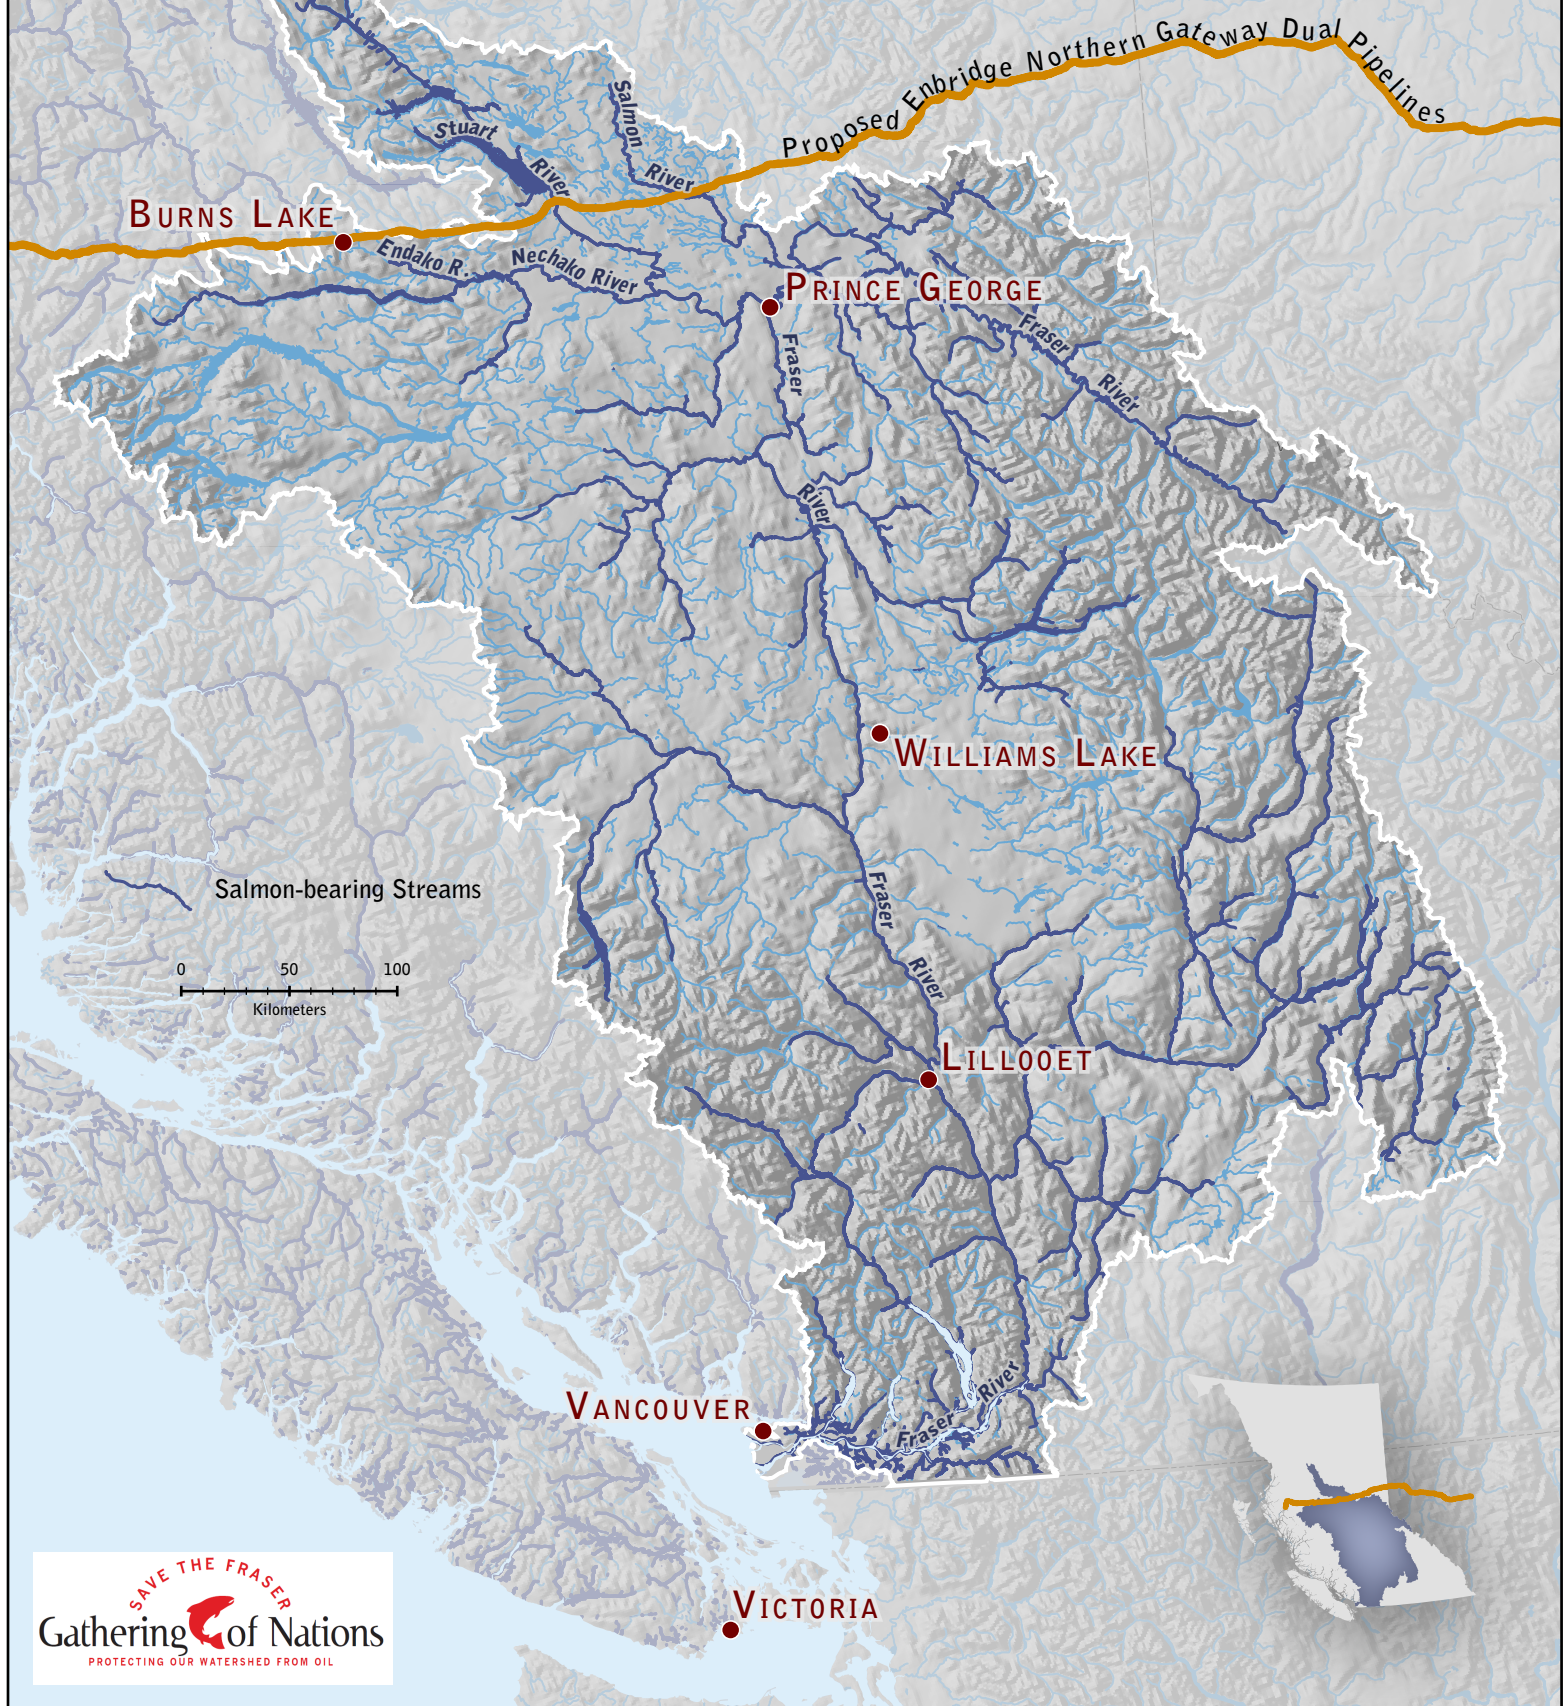 Proposed Enbridge Northern Gateway Dual Pipelines
Salmon
River
Stuart
River
BURNS LAKE
Endako R.
Nechako River
PRINCE GEORGE
Fraser
River
Fraser
River
WILLIAMS LAKE
Salmon-bearing Streams
0 50 100
Kilometers
Fraser
River
LILLOOET
VANCOUVER
Fraser
River
VICTORIA
SAVE THE FRASER
Gathering of Nations
PROTECTING OUR WATERSHED FROM OIL